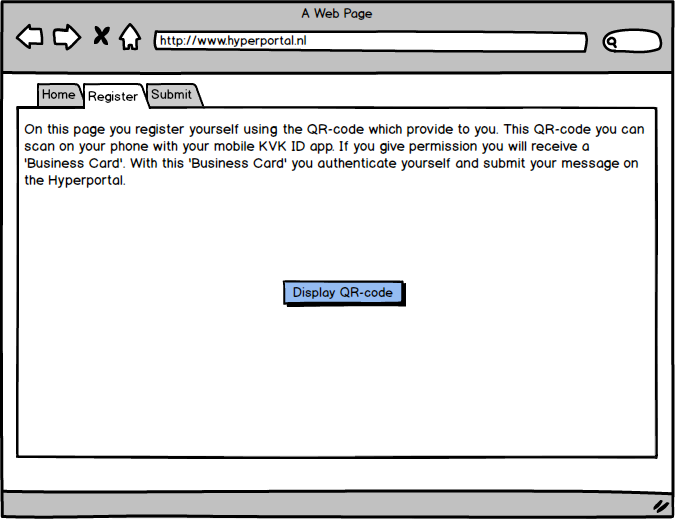 A Web Page
http://www.hyperportal.nl
Home
Register
Submit
On this page you register yourself using the QR-code which provide to you. This QR-code you can
scan on your phone with your mobile KVK ID app. If you give permission you will receive a
'Business Card'. With this 'Business Card' you authenticate yourself and submit your message on
the Hyperportal.
Display QR-code